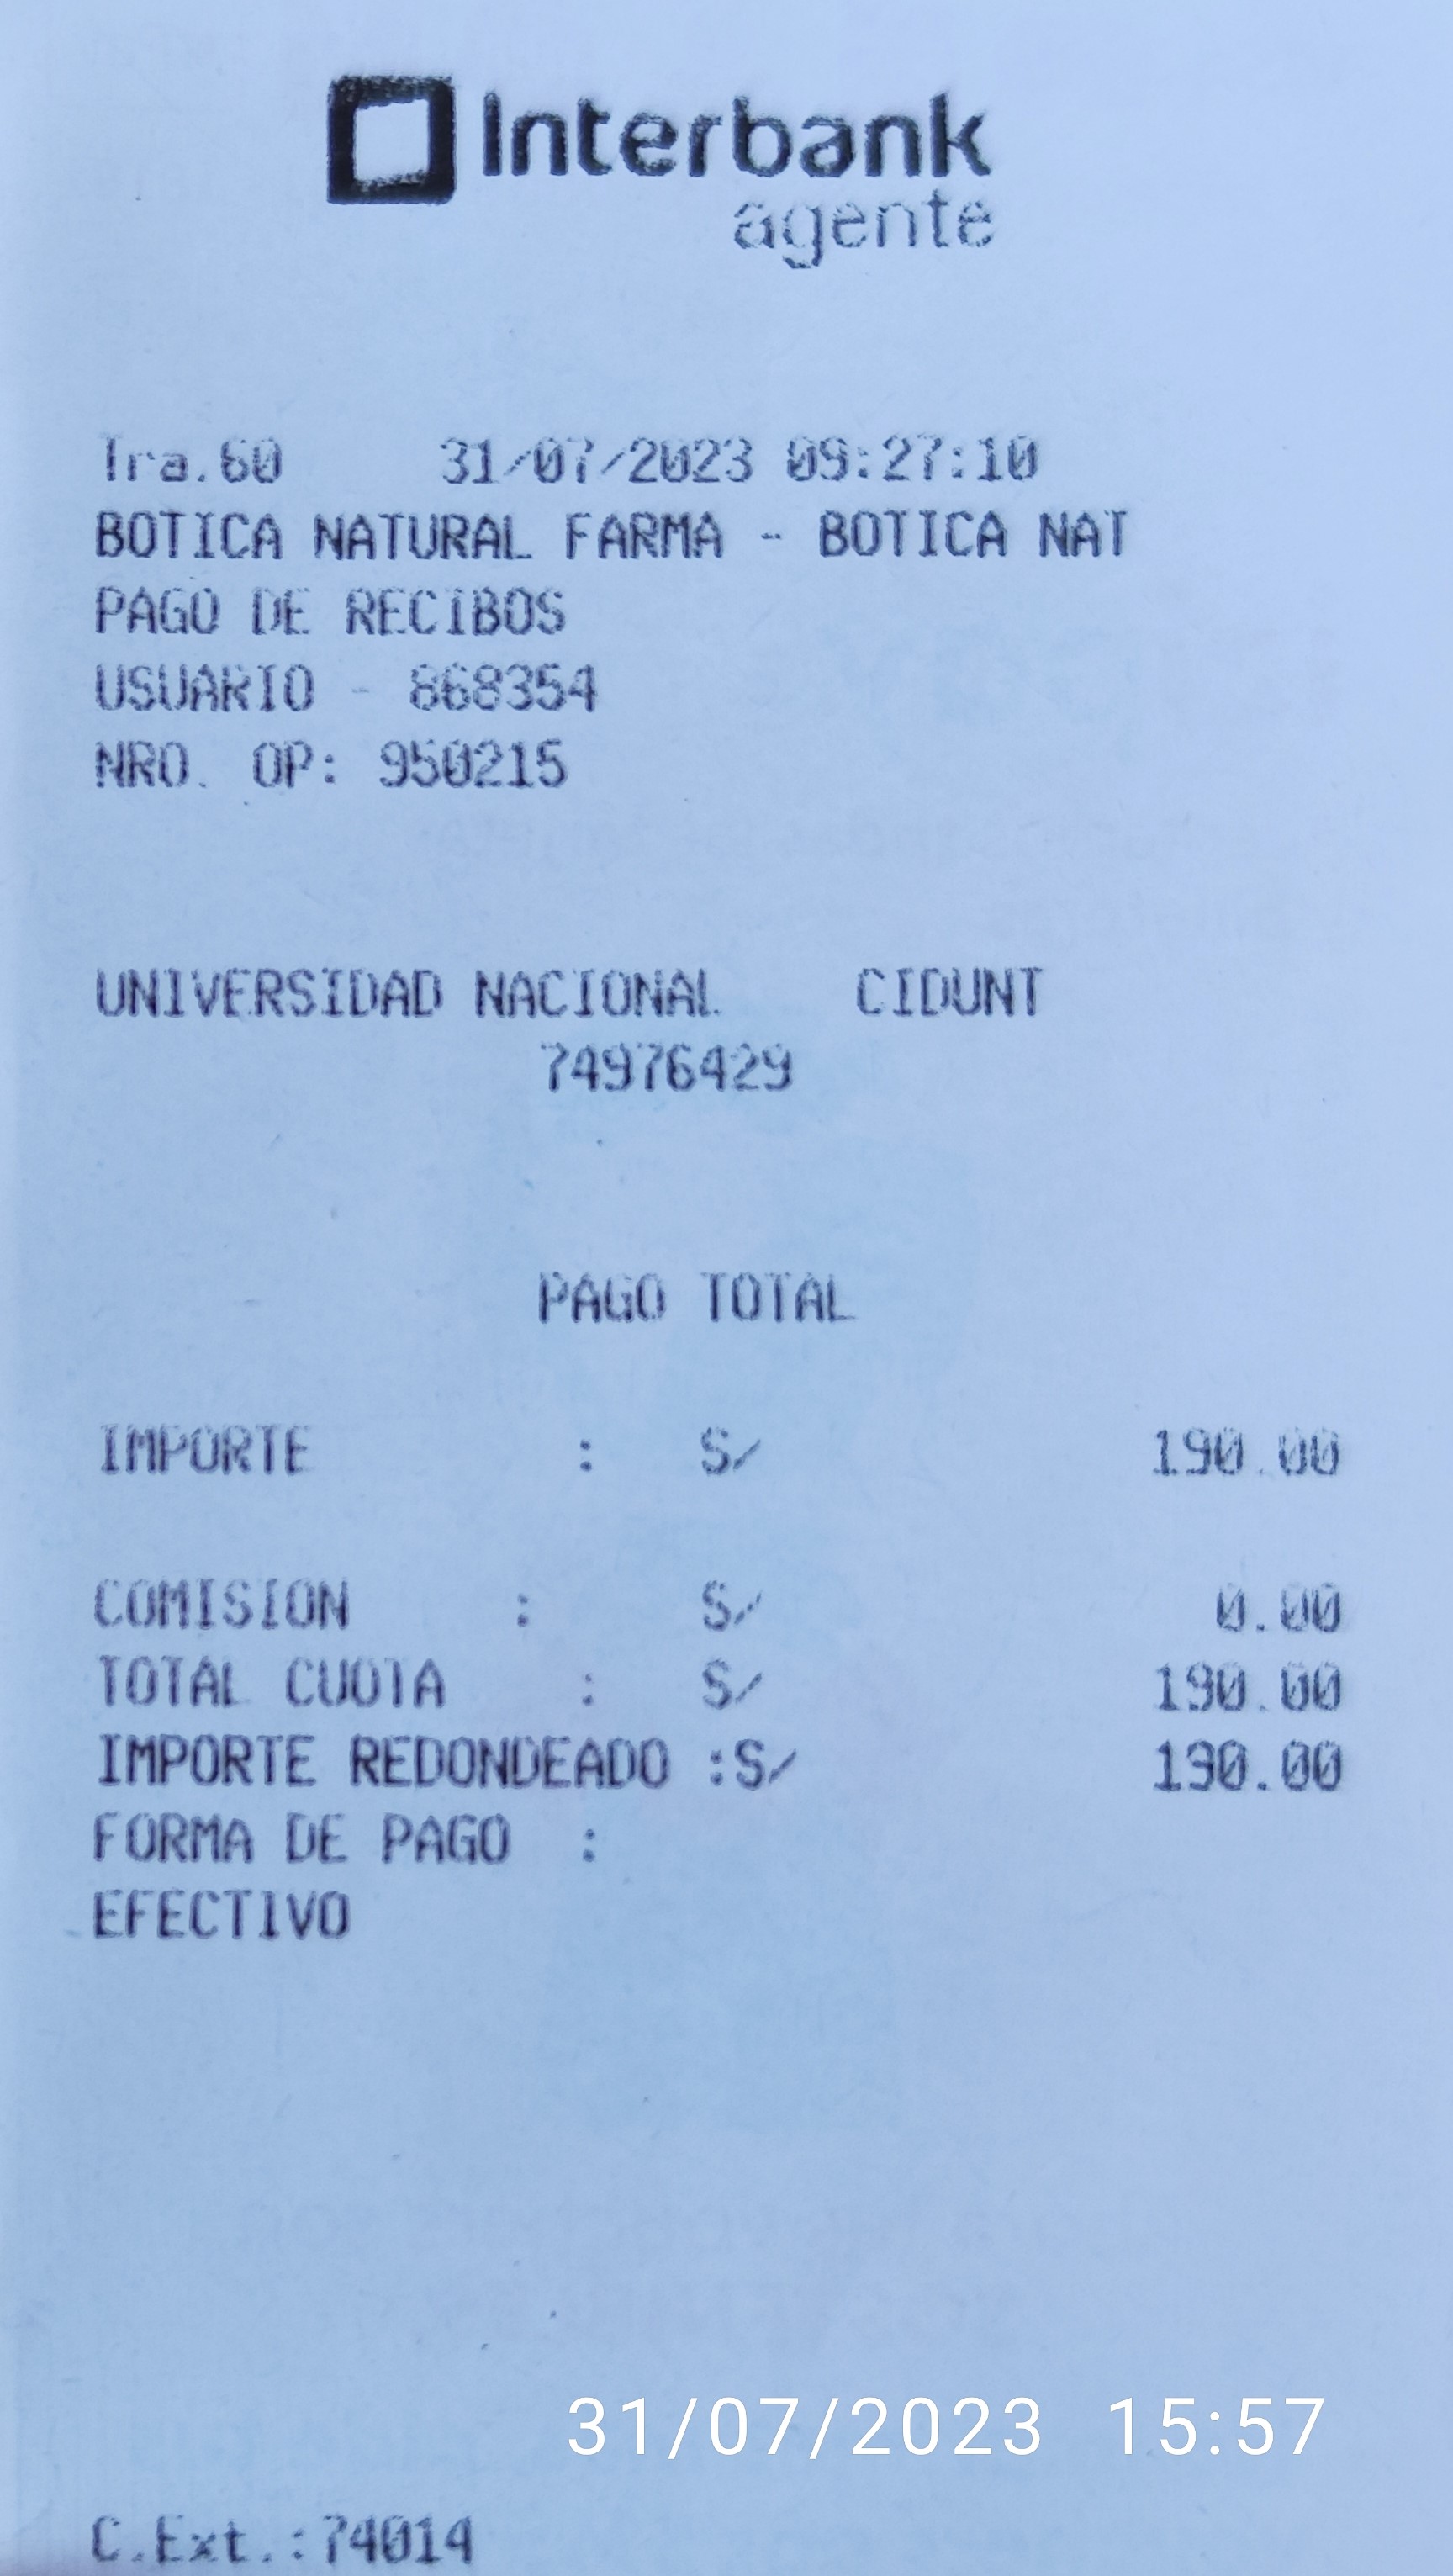 Interbank
agente
Tra.60 31/07/2023 09:27:10
BOTICA NATURAL FARMA - BOTICA NAT
PAGO DE RECIBOS
USUARIO - 868354
NRO. OP: 950215
UNIVERSIDAD NACIONAL CIDUNT
74976429
PAGO TOTAL
IMPORTE : S/ 190.00
COMISION : S/ 0.00
TOTAL CUOTA : S/ 190.00
IMPORTE REDONDEADO :S/ 190.00
FORMA DE PAGO :
EFECTIVO
31/07/2023 15:57
C.Ext.:74014